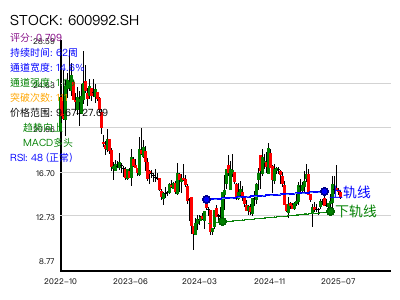 STOCK: 600992.SH
评分: 0.709
28.59
持续时间: 62周
通道宽度: 14.6%
通道强度:
24.63
突破次数:
价格范围: 9.67-27.69
趋势向上
20.66
MACD多头
RSI: 48 (正常)
16.70
轨线
下轨线
12.73
8.77
2022-10
2023-06
2024-03
2024-11
2025-07